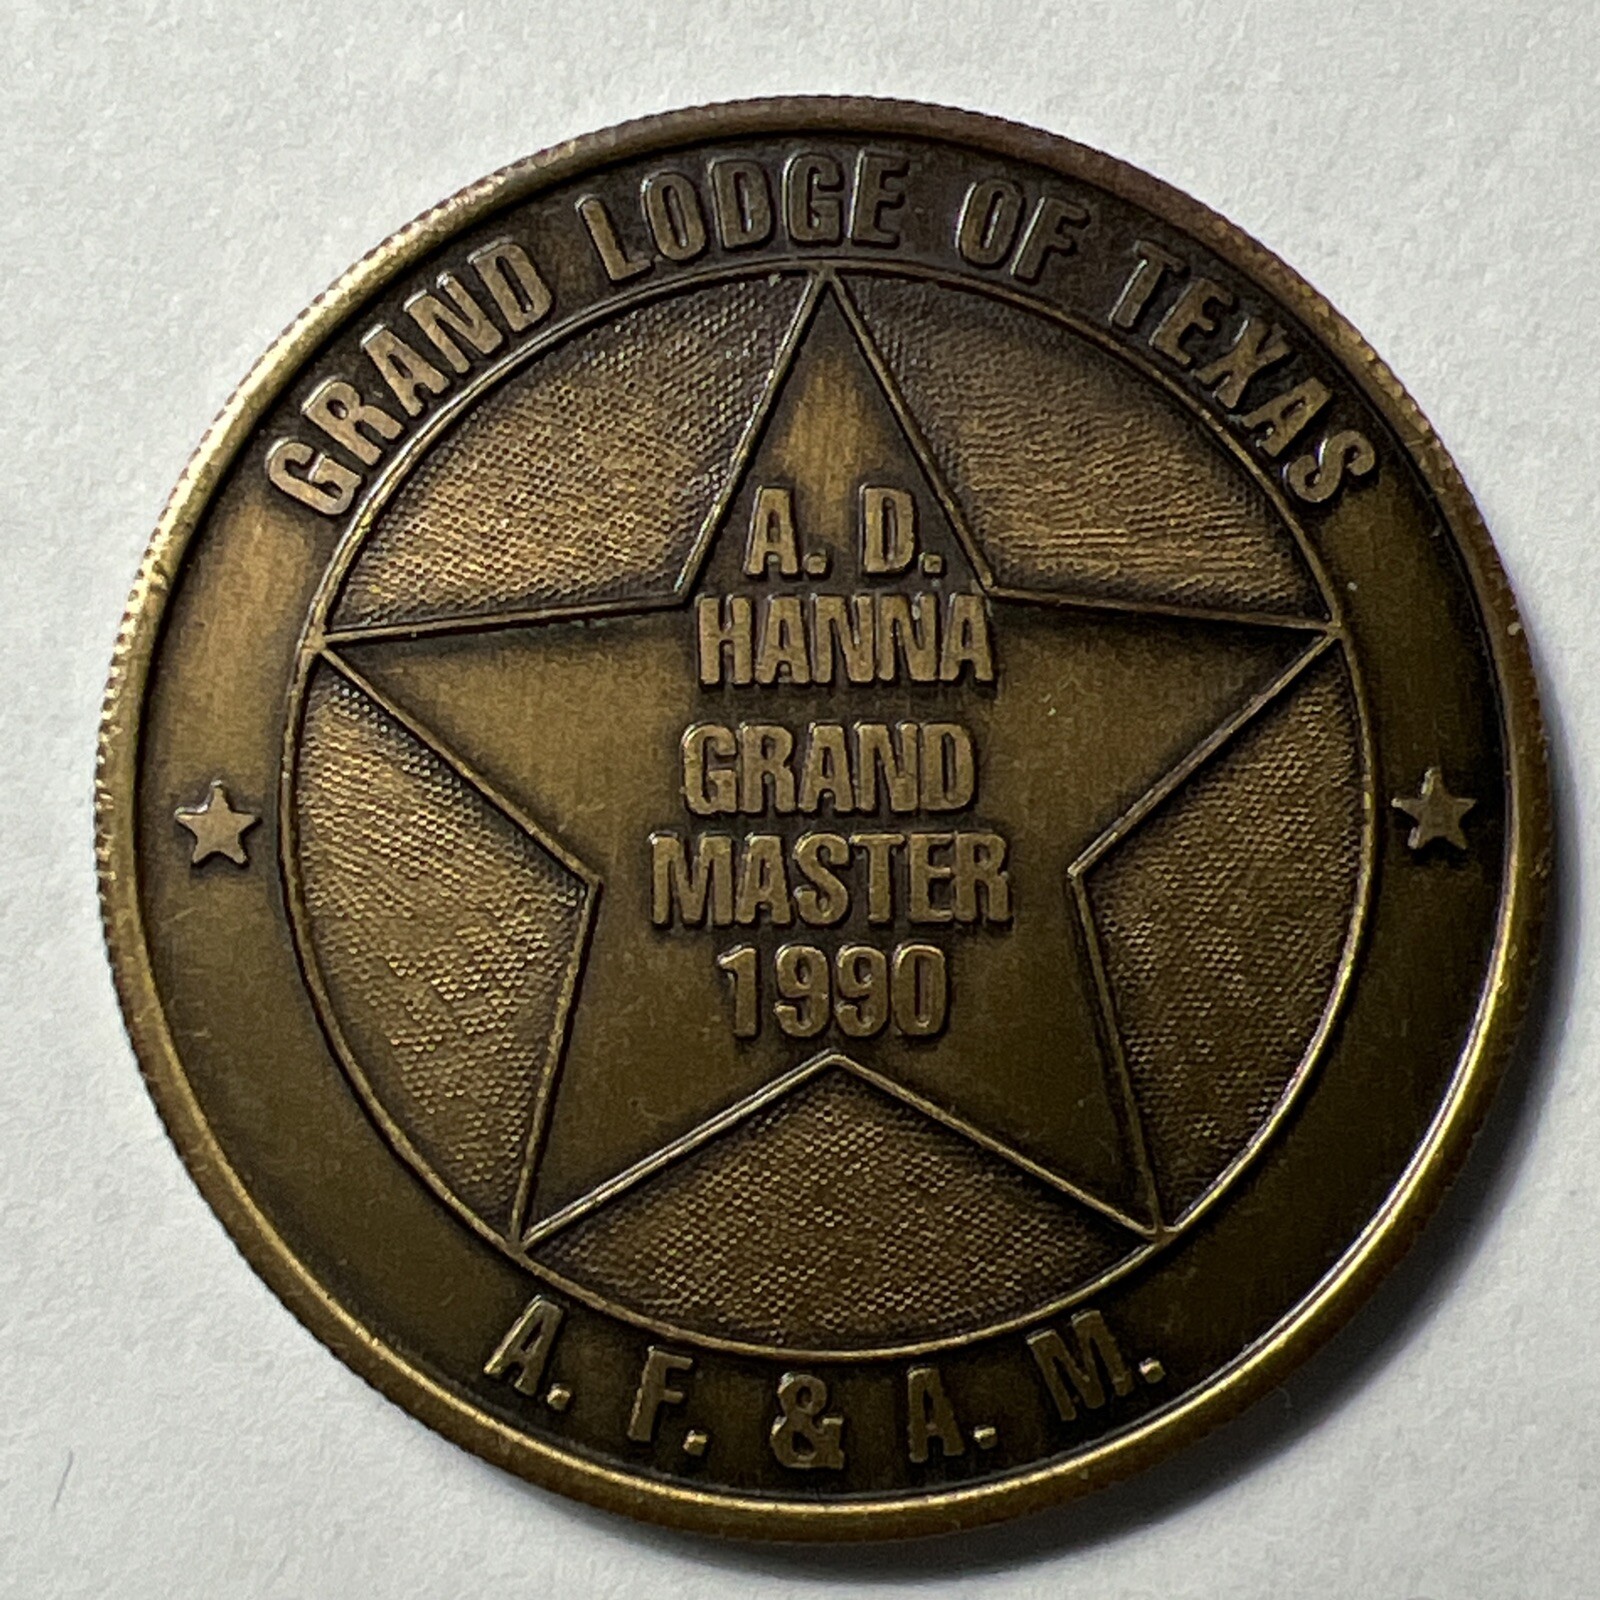 GRAND LODGE OF TEXAS
A. D.
HANNA
GRAND
MASTER
1990
A. F. & A. M.